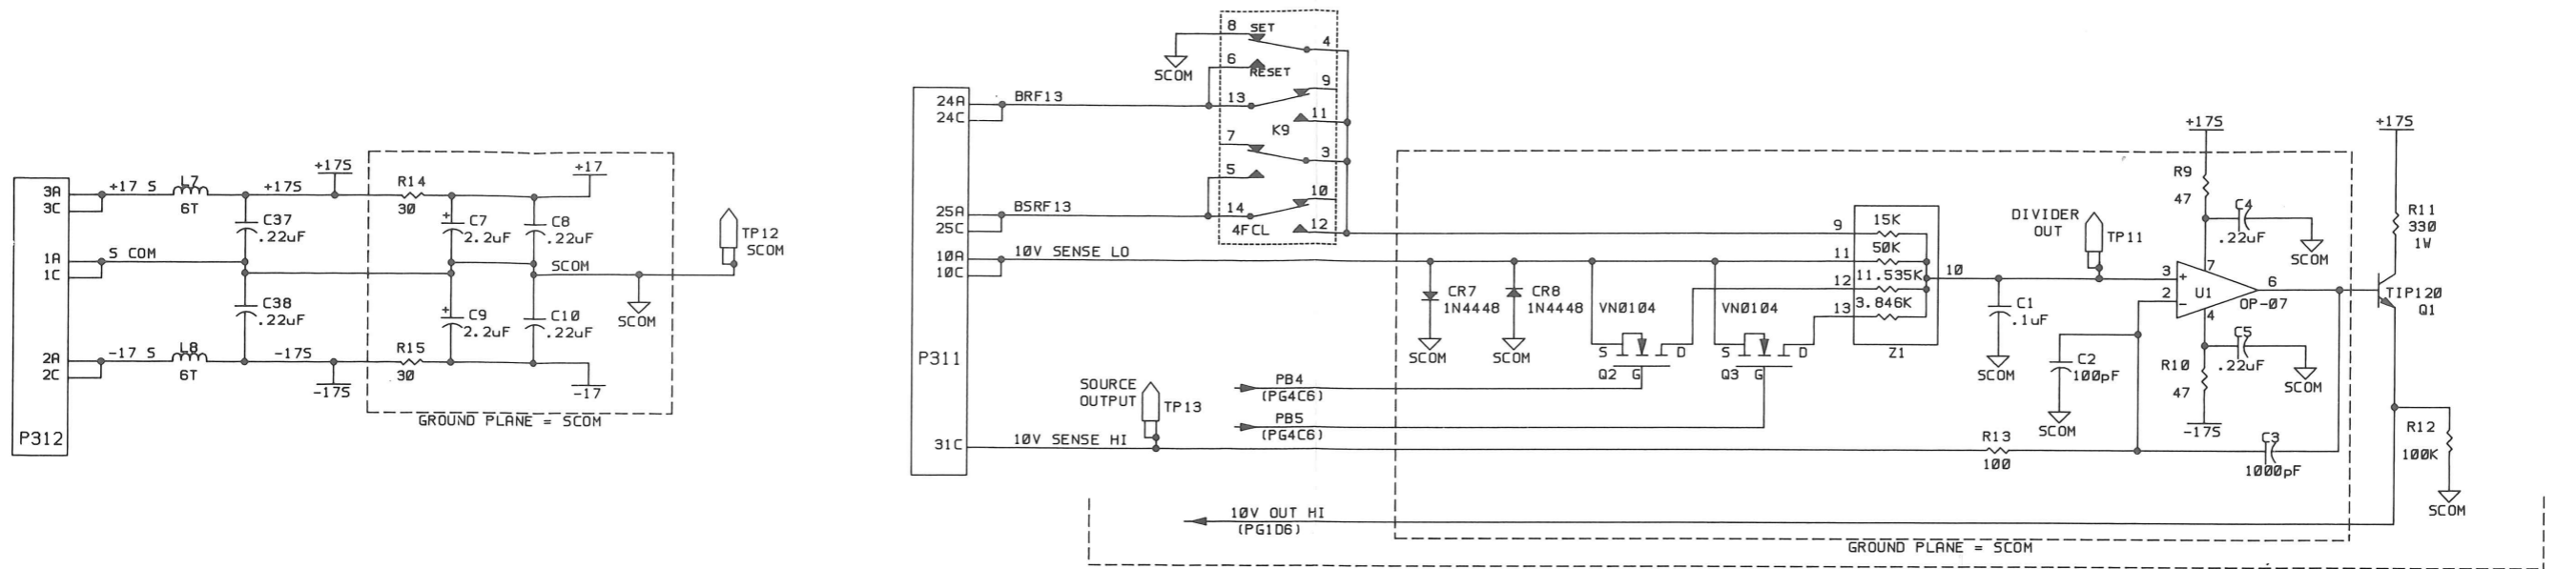 3A
3C
+17 S
L7
6T
+17S
+17S
R14
30
+17
C37
.22uF
+
C7
2.2uF
C8
.22uF
TP12
SCOM
1A
1C
S COM
SCOM
SCOM
C38
.22uF
+
C9
2.2uF
C10
.22uF
2A
2C
-17 S
L8
6T
-17S
-17S
R15
30
-17
GROUND PLANE = SCOM
P312
8
SET
4
SCOM
6
RESET
9
24A
24C
BRF13
13
11
K9
7
3
5
10
25A
25C
BSRF13
14
4FCL
12
10A
10C
10V SENSE LO
P311
CR7
1N4448
SCOM
CR8
1N4448
SCOM
VN0104
S
D
Q2
G
VN0104
S
D
Q3
G
PB4
(PG4C6)
PB5
(PG4C6)
SOURCE
OUTPUT
TP13
31C
10V SENSE HI
10V OUT HI
(PG1D6)
9
15K
50K
11
11.535K
12
3.846K
13
Z1
10
DIVIDER
OUT
TP11
C1
.1uF
SCOM
+17S
R9
47
C4
.22uF
SCOM
3
+
7
2
-
U1
6
OP-07
4
C5
.22uF
SCOM
R10
47
-17S
C2
100pF
SCOM
R13
100
C3
1000pF
+17S
R11
330
1W
TIP120
Q1
R12
100K
SCOM
GROUND PLANE = SCOM